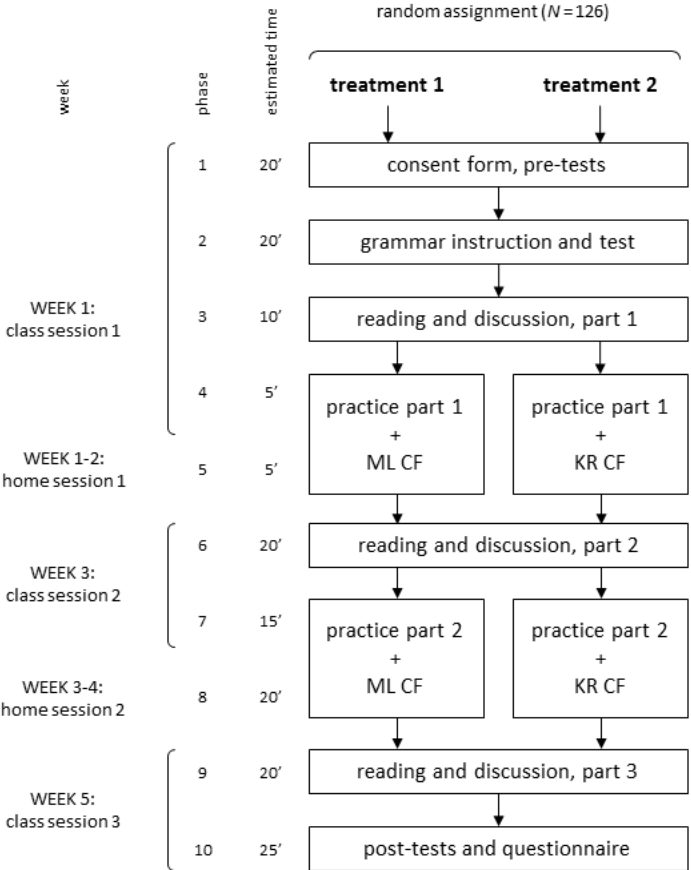 random assignment (N = 126)
week
phase
estimated time
treatment 1
treatment 2
1
20′
consent form, pre-tests
2
20′
grammar instruction and test
WEEK 1:
class session 1
3
10′
reading and discussion, part 1
4
5′
practice part 1
+
ML CF
practice part 1
+
KR CF
WEEK 1-2:
home session 1
5
5′
6
20′
reading and discussion, part 2
WEEK 3:
class session 2
7
15′
practice part 2
+
ML CF
practice part 2
+
KR CF
WEEK 3-4:
home session 2
8
20′
9
20′
reading and discussion, part 3
WEEK 5:
class session 3
10
25′
post-tests and questionnaire